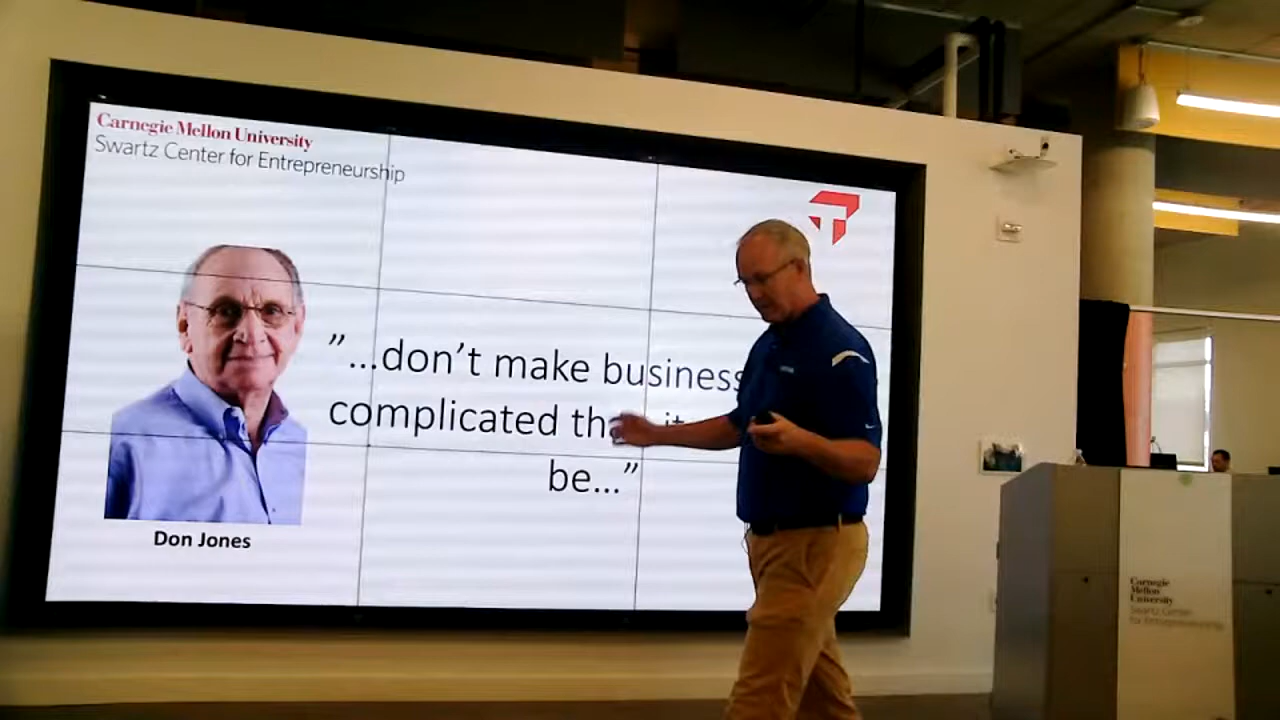 Carnegie Mellon University
Swartz Center for Entrepreneurship
"...don't make business
complicated
be..."
Don Jones
Carnegie
Mellon
University
Swartz Center
for Entrepreneurship